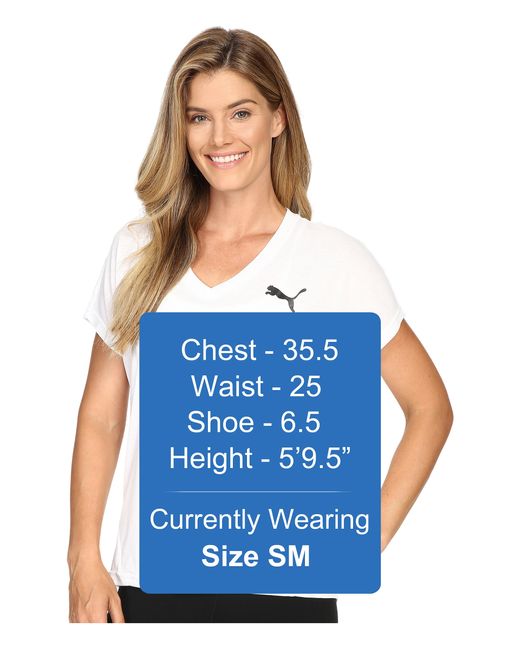 Chest - 35.5
Waist - 25
Shoe - 6.5
Height - 5’9.5”
Currently Wearing
Size SM